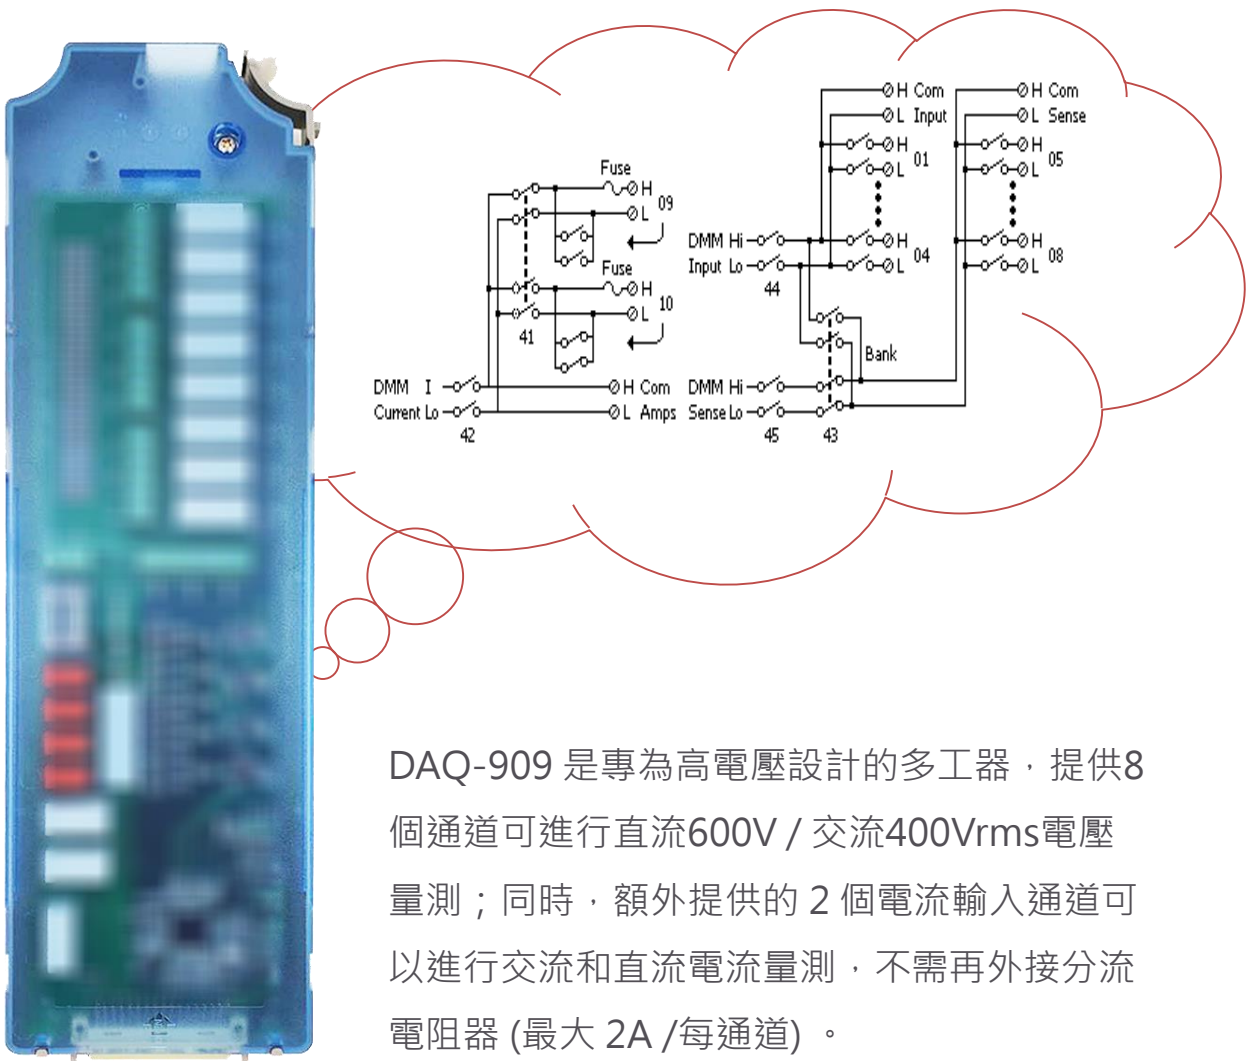 H Com
L Input
H
01
L
H
04
L
H Com
L Sense
H
05
L
H
08
L
Fuse
H
09
L
Fuse
H
10
L
41
DMM I
Current Lo
42
H Com
L Amps
DMM Hi
Input Lo
44
Bank
DMM Hi
Sense Lo
45
43
DAQ-909 是專為高電壓設計的多工器，提供8
個通道可進行直流600V / 交流400Vrms電壓
量測；同時，額外提供的 2 個電流輸入通道可
以進行交流和直流電流量測，不需再外接分流
電阻器 (最大 2A /每通道) 。